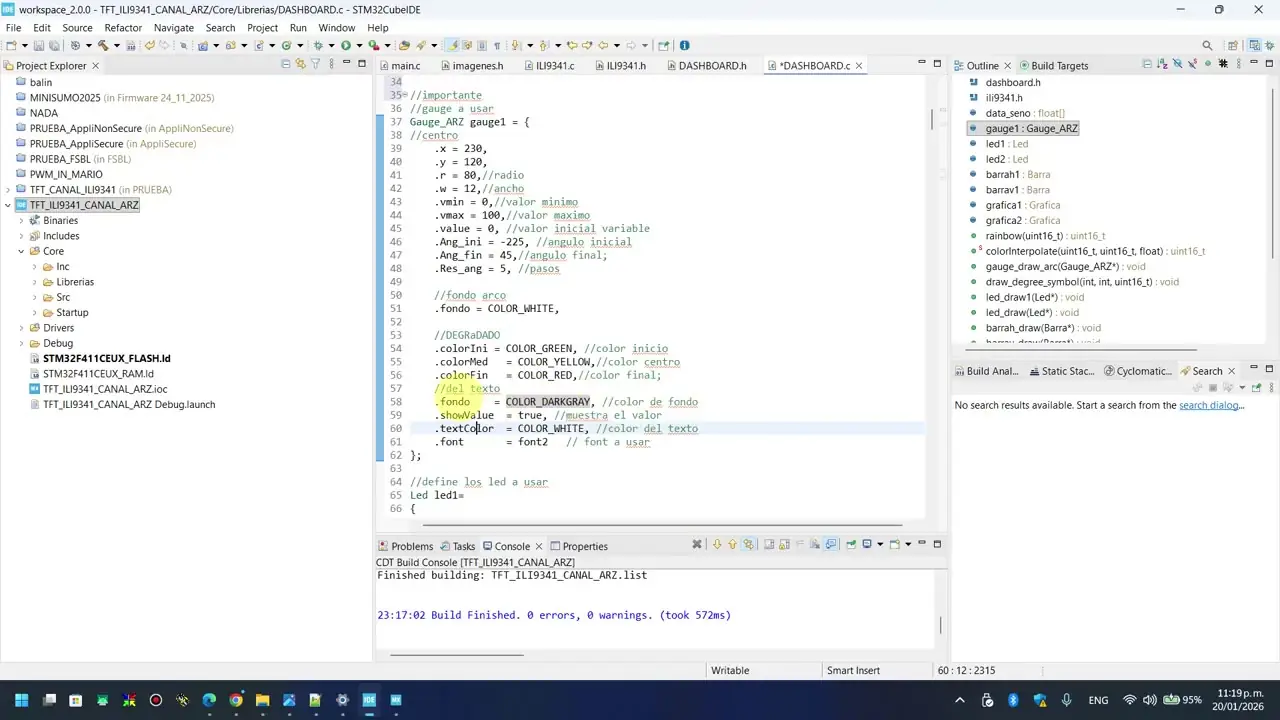 workspace_2.0.0 - TFT_ILI9341_CANAL_ARZ/Core/Librerias/DASHBOARD.c - STM32CubeIDE
File Edit Source Refactor Navigate Search Project Run Window Help
Project Explorer
balin
MINISUMO2025 (in Firmware 24_11_2025)
NADA
PRUEBA_AppliNonSecure (in AppliNonSecure)
PRUEBA_AppliSecure (in AppliSecure)
PRUEBA_FSBL (in FSBL)
PWM_IN_MARIO
TFT_CANAL_ILI9341 (in PRUEBA)
TFT_ILI9341_CANAL_ARZ
Binaries
Includes
Core
Inc
Librerias
Src
Startup
Drivers
Debug
STM32F411CEUX_FLASH.ld
STM32F411CEUX_RAM.ld
TFT_ILI9341_CANAL_ARZ.ioc
TFT_ILI9341_CANAL_ARZ Debug.launch
main.c imagenes.h ILI9341.c ILI9341.h DASHBOARD.h *DASHBOARD.c
34
35 //importante
36 //gauge a usar
37 Gauge_ARZ gauge1 = {
38 //centro
39 .x = 230,
40 .y = 120,
41 .r = 80,//radio
42 .w = 12,//ancho
43 .vmin = 0,//valor minimo
44 .vmax = 100,//valor maximo
45 .value = 0, //valor inicial variable
46 .Ang_ini = -225, //angulo inicial
47 .Ang_fin = 45,//angulo final;
48 .Res_ang = 5, //pasos
49
50 //fondo arco
51 .fondo = COLOR_WHITE,
52
53 //DEGRaDADO
54 .colorIni = COLOR_GREEN, //color inicio
55 .colorMed = COLOR_YELLOW,//color centro
56 .colorFin = COLOR_RED,//color final;
57 //del texto
58 .fondo = COLOR_DARKGRAY, //color de fondo
59 .showValue = true, //muestra el valor
60 .textColor = COLOR_WHITE, //color del texto
61 .font = font2 // font a usar
62 };
63
64 //define los led a usar
65 Led led1=
66 {
Problems Tasks Console Properties
CDT Build Console [TFT_ILI9341_CANAL_ARZ]
Finished building: TFT_ILI9341_CANAL_ARZ.list
23:17:02 Build Finished. 0 errors, 0 warnings. (took 572ms)
Outline Build Targets
dashboard.h
ili9341.h
data_seno : float[]
gauge1 : Gauge_ARZ
led1 : Led
led2 : Led
barrah1 : Barra
barrav1 : Barra
grafica1 : Grafica
grafica2 : Grafica
rainbow(uint16_t) : uint16_t
colorInterpolate(uint16_t, uint16_t, float) : uint16_t
gauge_draw_arc(Gauge_ARZ*) : void
draw_degree_symbol(int, int, uint16_t) : void
led_draw1(Led*) : void
led_draw(Led*) : void
barrah_draw(Barra*) : void
barrav_draw(Barra*) : void
Build Anal... Static Stac... Cyclomatic... Search
No search results available. Start a search from the search dialog...
Writable Smart Insert 60 : 12 : 2315
ENG 95% 11:19 p.m.
20/01/2026